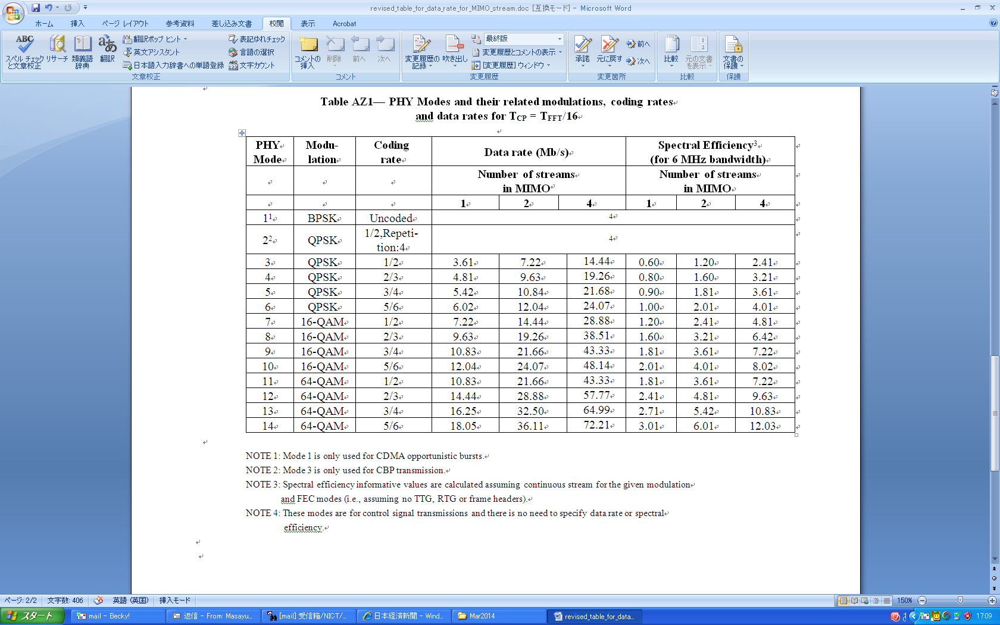 revised_table_for_data_rate_for_MIMO_stream.doc [互換モード] - Microsoft Word
ホーム 挿入 ページ レイアウト 参考資料 差し込み文書 校閲 表示 Acrobat
ABC スペル チェックと文章校正 リサーチ 類義語辞典 翻訳
翻訳ポップ ヒント
英文アシスタント
日本語入力辞書への単語登録
表記ゆれチェック
言語の選択
文字カウント
文章校正
コメントの挿入 削除 前へ 次へ
コメント
変更履歴の記録 吹き出し
最終版
変更履歴とコメントの表示
[変更履歴] ウィンドウ
変更履歴
承諾 元に戻す 前へ 次へ
変更箇所
比較 元の文書を表示
比較
文書の保護
保護
Table AZ1— PHY Modes and their related modulations, coding rates
and data rates for TCP = TFFT/16
PHY Mode Modu-lation Coding rate Data rate (Mb/s) Spectral Efficiency3 (for 6 MHz bandwidth)
Number of streams in MIMO Number of streams in MIMO
1 2 4 1 2 4
1¹ BPSK Uncoded 4
2² QPSK 1/2,Repeti-tion:4 4
3 QPSK 1/2 3.61 7.22 14.44 0.60 1.20 2.41
4 QPSK 2/3 4.81 9.63 19.26 0.80 1.60 3.21
5 QPSK 3/4 5.42 10.84 21.68 0.90 1.81 3.61
6 QPSK 5/6 6.02 12.04 24.07 1.00 2.01 4.01
7 16-QAM 1/2 7.22 14.44 28.88 1.20 2.41 4.81
8 16-QAM 2/3 9.63 19.26 38.51 1.60 3.21 6.42
9 16-QAM 3/4 10.83 21.66 43.33 1.81 3.61 7.22
10 16-QAM 5/6 12.04 24.07 48.14 2.01 4.01 8.02
11 64-QAM 1/2 10.83 21.66 43.33 1.81 3.61 7.22
12 64-QAM 2/3 14.44 28.88 57.77 2.41 4.81 9.63
13 64-QAM 3/4 16.25 32.50 64.99 2.71 5.42 10.83
14 64-QAM 5/6 18.05 36.11 72.21 3.01 6.01 12.03
NOTE 1: Mode 1 is only used for CDMA opportunistic bursts.
NOTE 2: Mode 3 is only used for CBP transmission.
NOTE 3: Spectral efficiency informative values are calculated assuming continuous stream for the given modulation
and FEC modes (i.e., assuming no TTG, RTG or frame headers).
NOTE 4: These modes are for control signal transmissions and there is no need to specify data rate or spectral
efficiency.
ページ: 2/2 文字数: 406 英語 (英国) 挿入モード 150%
スタート mail - Becky! 返信 - From: Masayu... [mail] 受信箱/NICT/... 日本経済新聞 - Wind... Mar2014 revised_table_for_data... 17:09